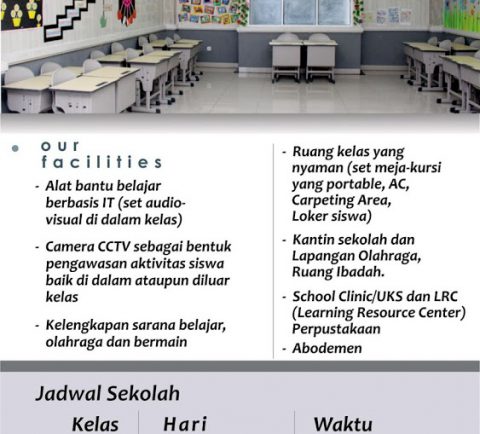 our
facilities
- Alat bantu belajar
berbasis IT (set audio-
visual di dalam kelas)
- Camera CCTV sebagai bentuk
pengawasan aktivitas siswa
baik di dalam ataupun diluar
kelas
- Kelengkapan sarana belajar,
olahraga dan bermain
- Ruang kelas yang
nyaman (set meja-kursi
yang portable, AC,
Carpeting Area,
Loker siswa)
- Kantin sekolah dan
Lapangan Olahraga,
Ruang Ibadah.
- School Clinic/UKS dan LRC
(Learning Resource Center)
Perpustakaan
- Abodemen
Jadwal Sekolah
Kelas Hari Waktu